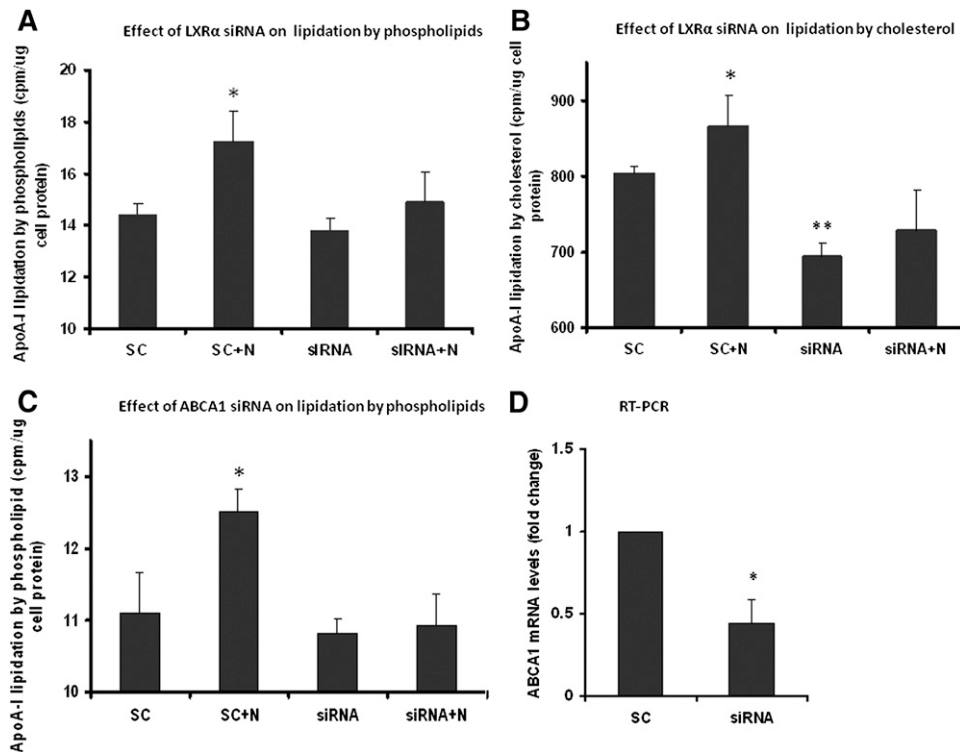 A
Effect of LXRα siRNA on lipidation by phospholipids
ApoA-I lipidation by phospholipids (cpm/ug
cell protein)
20
18
16
14
12
10
*
SC
SC+N
siRNA
siRNA+N
B
Effect of LXRα siRNA on lipidation by cholesterol
ApoA-I lipidation by cholesterol (cpm/ug cell
protein)
900
800
700
600
*
**
SC
SC+N
siRNA
siRNA+N
C
Effect of ABCA1 siRNA on lipidation by phospholipids
ApoA-I lipidation by phospholipid (cpm/ug
cell protein)
13
12
11
10
*
SC
SC+N
siRNA
siRNA+N
D
RT-PCR
ABCA1 mRNA levels (fold change)
1.5
1
0.5
0
*
SC
siRNA